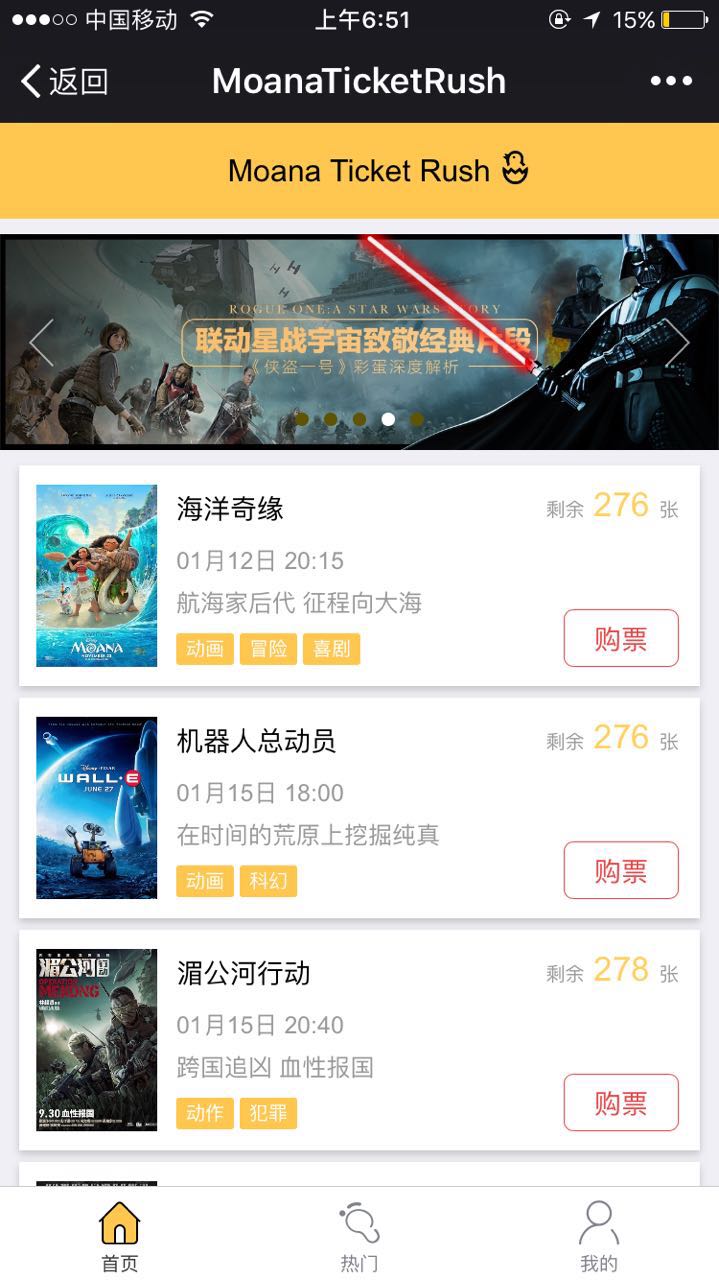 中国移动 上午6:51 15%
返回 MoanaTicketRush
Moana Ticket Rush
ROGUE ONE:A STAR WARS STORY
联动星战宇宙致敬经典片段
《侠盗一号》彩蛋深度解析
海洋奇缘 剩余 276 张
01月12日 20:15
航海家后代 征程向大海
购票
动画 冒险 喜剧
MOANA
机器人总动员 剩余 276 张
Disney·PIXAR
WALL·E
JUNE 27
01月15日 18:00
在时间的荒原上挖掘纯真
购票
动画 科幻
湄公河行动 剩余 278 张
湄公河行动
OPERATION
MEKONG
01月15日 20:40
跨国追凶 血性报国
购票
动作 犯罪
9.30 血性报国
首页 热门 我的